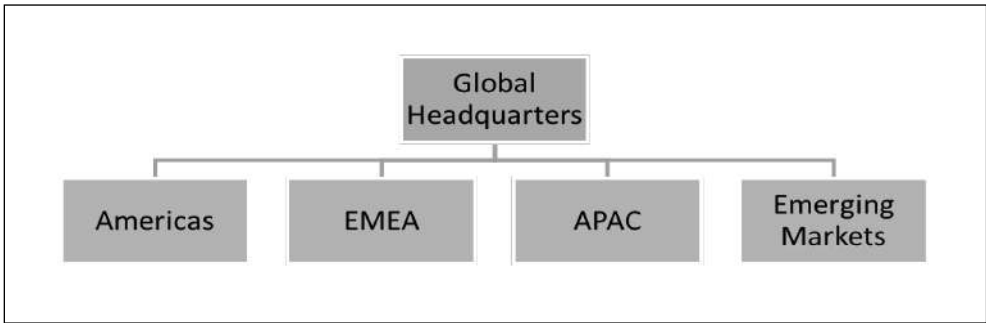 Global
Headquarters
Americas
EMEA
APAC
Emerging
Markets